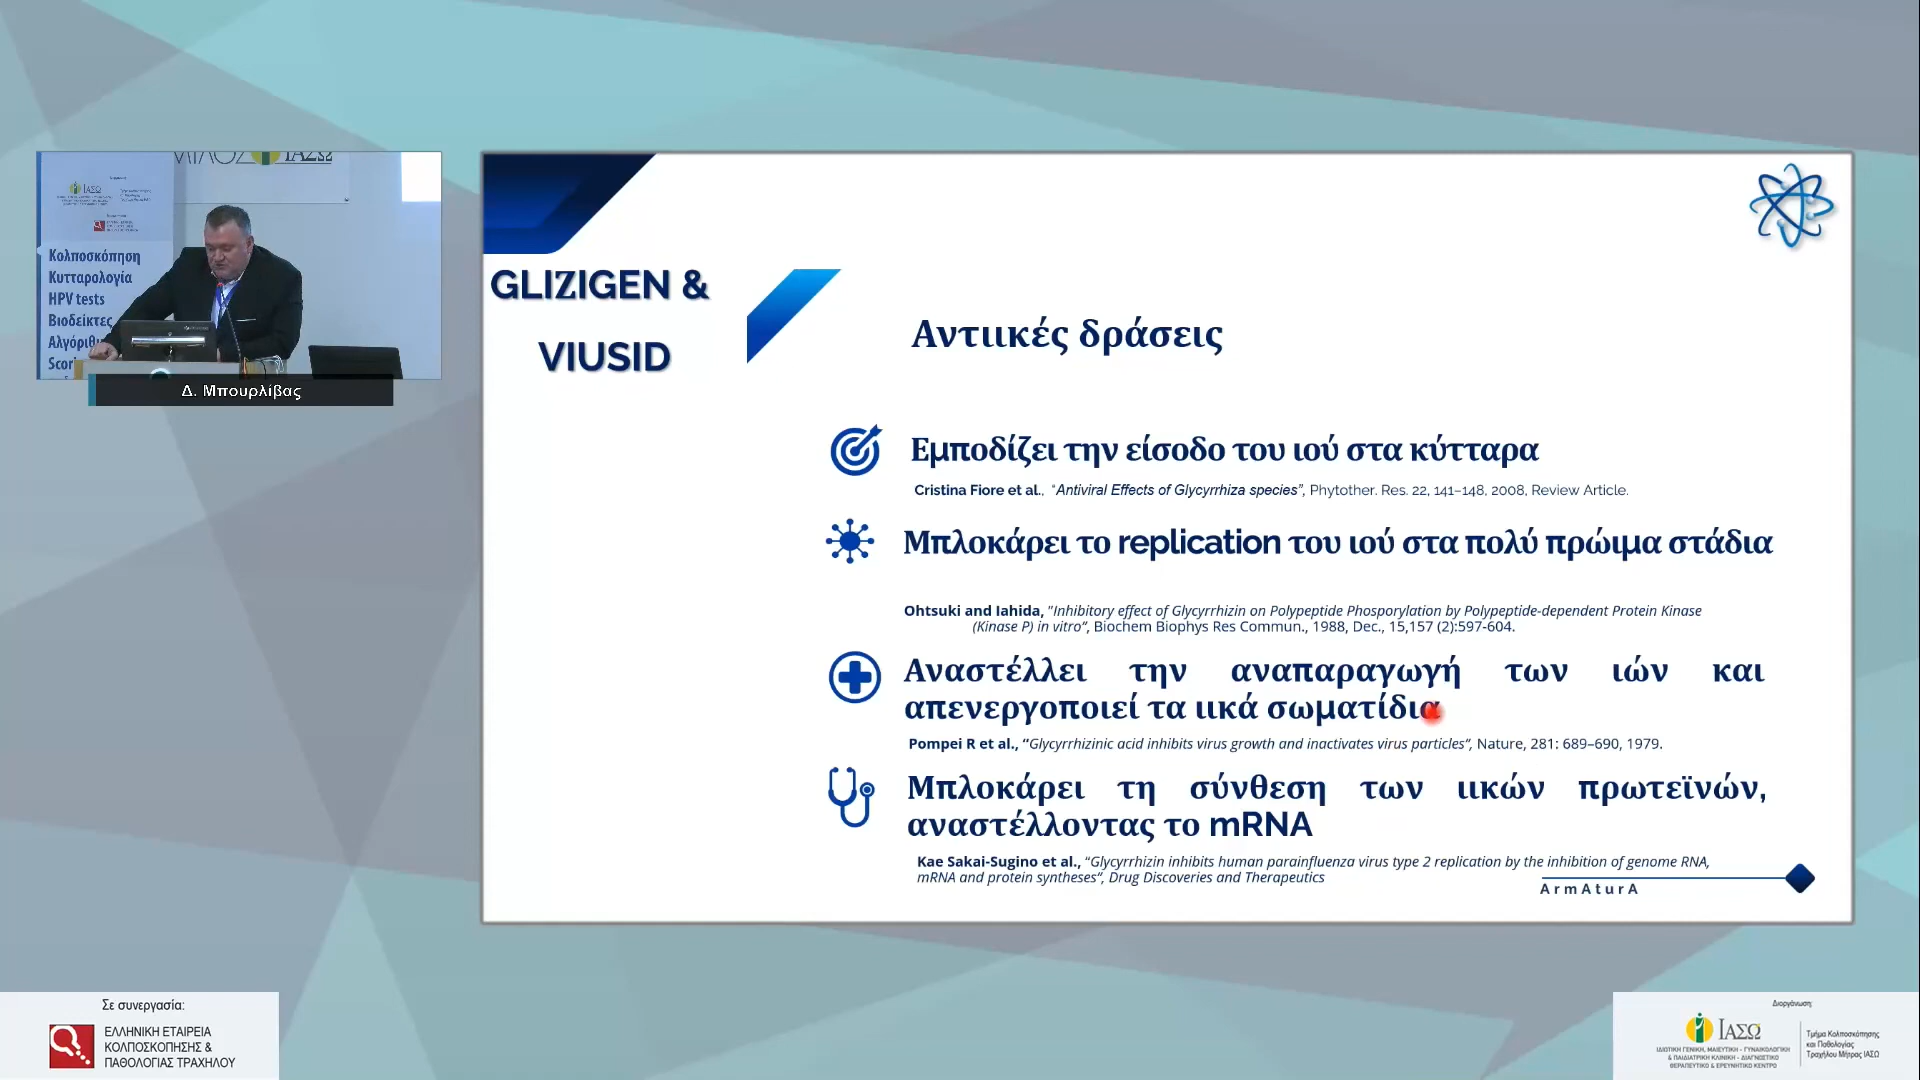 ΙΑΣΩ
Κολποσκόπηση
Κυτταρολογία
HPV tests
Βιοδείκτες
Δ. Μπουρλίβας
GLIZIGEN &
VIUSID
Αντιικές δράσεις
Εμποδίζει την είσοδο του ιού στα κύτταρα
Cristina Fiore et al., “Antiviral Effects of Glycyrrhiza species”, Phytother. Res. 22, 141–148, 2008, Review Article.
Μπλοκάρει το replication του ιού στα πολύ πρώιμα στάδια
Ohtsuki and Iahida, "Inhibitory effect of Glycyrrhizin on Polypeptide Phosporylation by Polypeptide-dependent Protein Kinase
(Kinase P) in vitro“, Biochem Biophys Res Commun., 1988, Dec., 15,157 (2):597-604.
Αναστέλλει την αναπαραγωγή των ιών και
απενεργοποιεί τα ιικά σωματίδια
Pompei R et al., “Glycyrrhizinic acid inhibits virus growth and inactivates virus particles“, Nature, 281: 689–690, 1979.
Μπλοκάρει τη σύνθεση των ιικών πρωτεϊνών,
αναστέλλοντας το mRNA
Kae Sakai-Sugino et al., “Glycyrrhizin inhibits human parainfluenza virus type 2 replication by the inhibition of genome RNA,
mRNA and protein syntheses“, Drug Discoveries and Therapeutics
ArmAturA
Σε συνεργασία:
ΕΛΛΗΝΙΚΗ ΕΤΑΙΡΕΙΑ
ΚΟΛΠΟΣΚΟΠΗΣΗΣ &
ΠΑΘΟΛΟΓΙΑΣ ΤΡΑΧΗΛΟΥ
Διοργάνωση:
ΙΑΣΩ
ΙΔΙΩΤΙΚΗ ΓΕΝΙΚΗ, ΜΑΙΕΥΤΙΚΗ - ΓΥΝΑΙΚΟΛΟΓΙΚΗ
& ΠΑΙΔΙΑΤΡΙΚΗ ΚΛΙΝΙΚΗ - ΔΙΑΓΝΩΣΤΙΚΟ
ΘΕΡΑΠΕΥΤΙΚΟ & ΕΡΕΥΝΗΤΙΚΟ ΚΕΝΤΡΟ
Τμήμα Κολποσκόπησης
και Παθολογίας
Τραχήλου Μήτρας ΙΑΣΩ